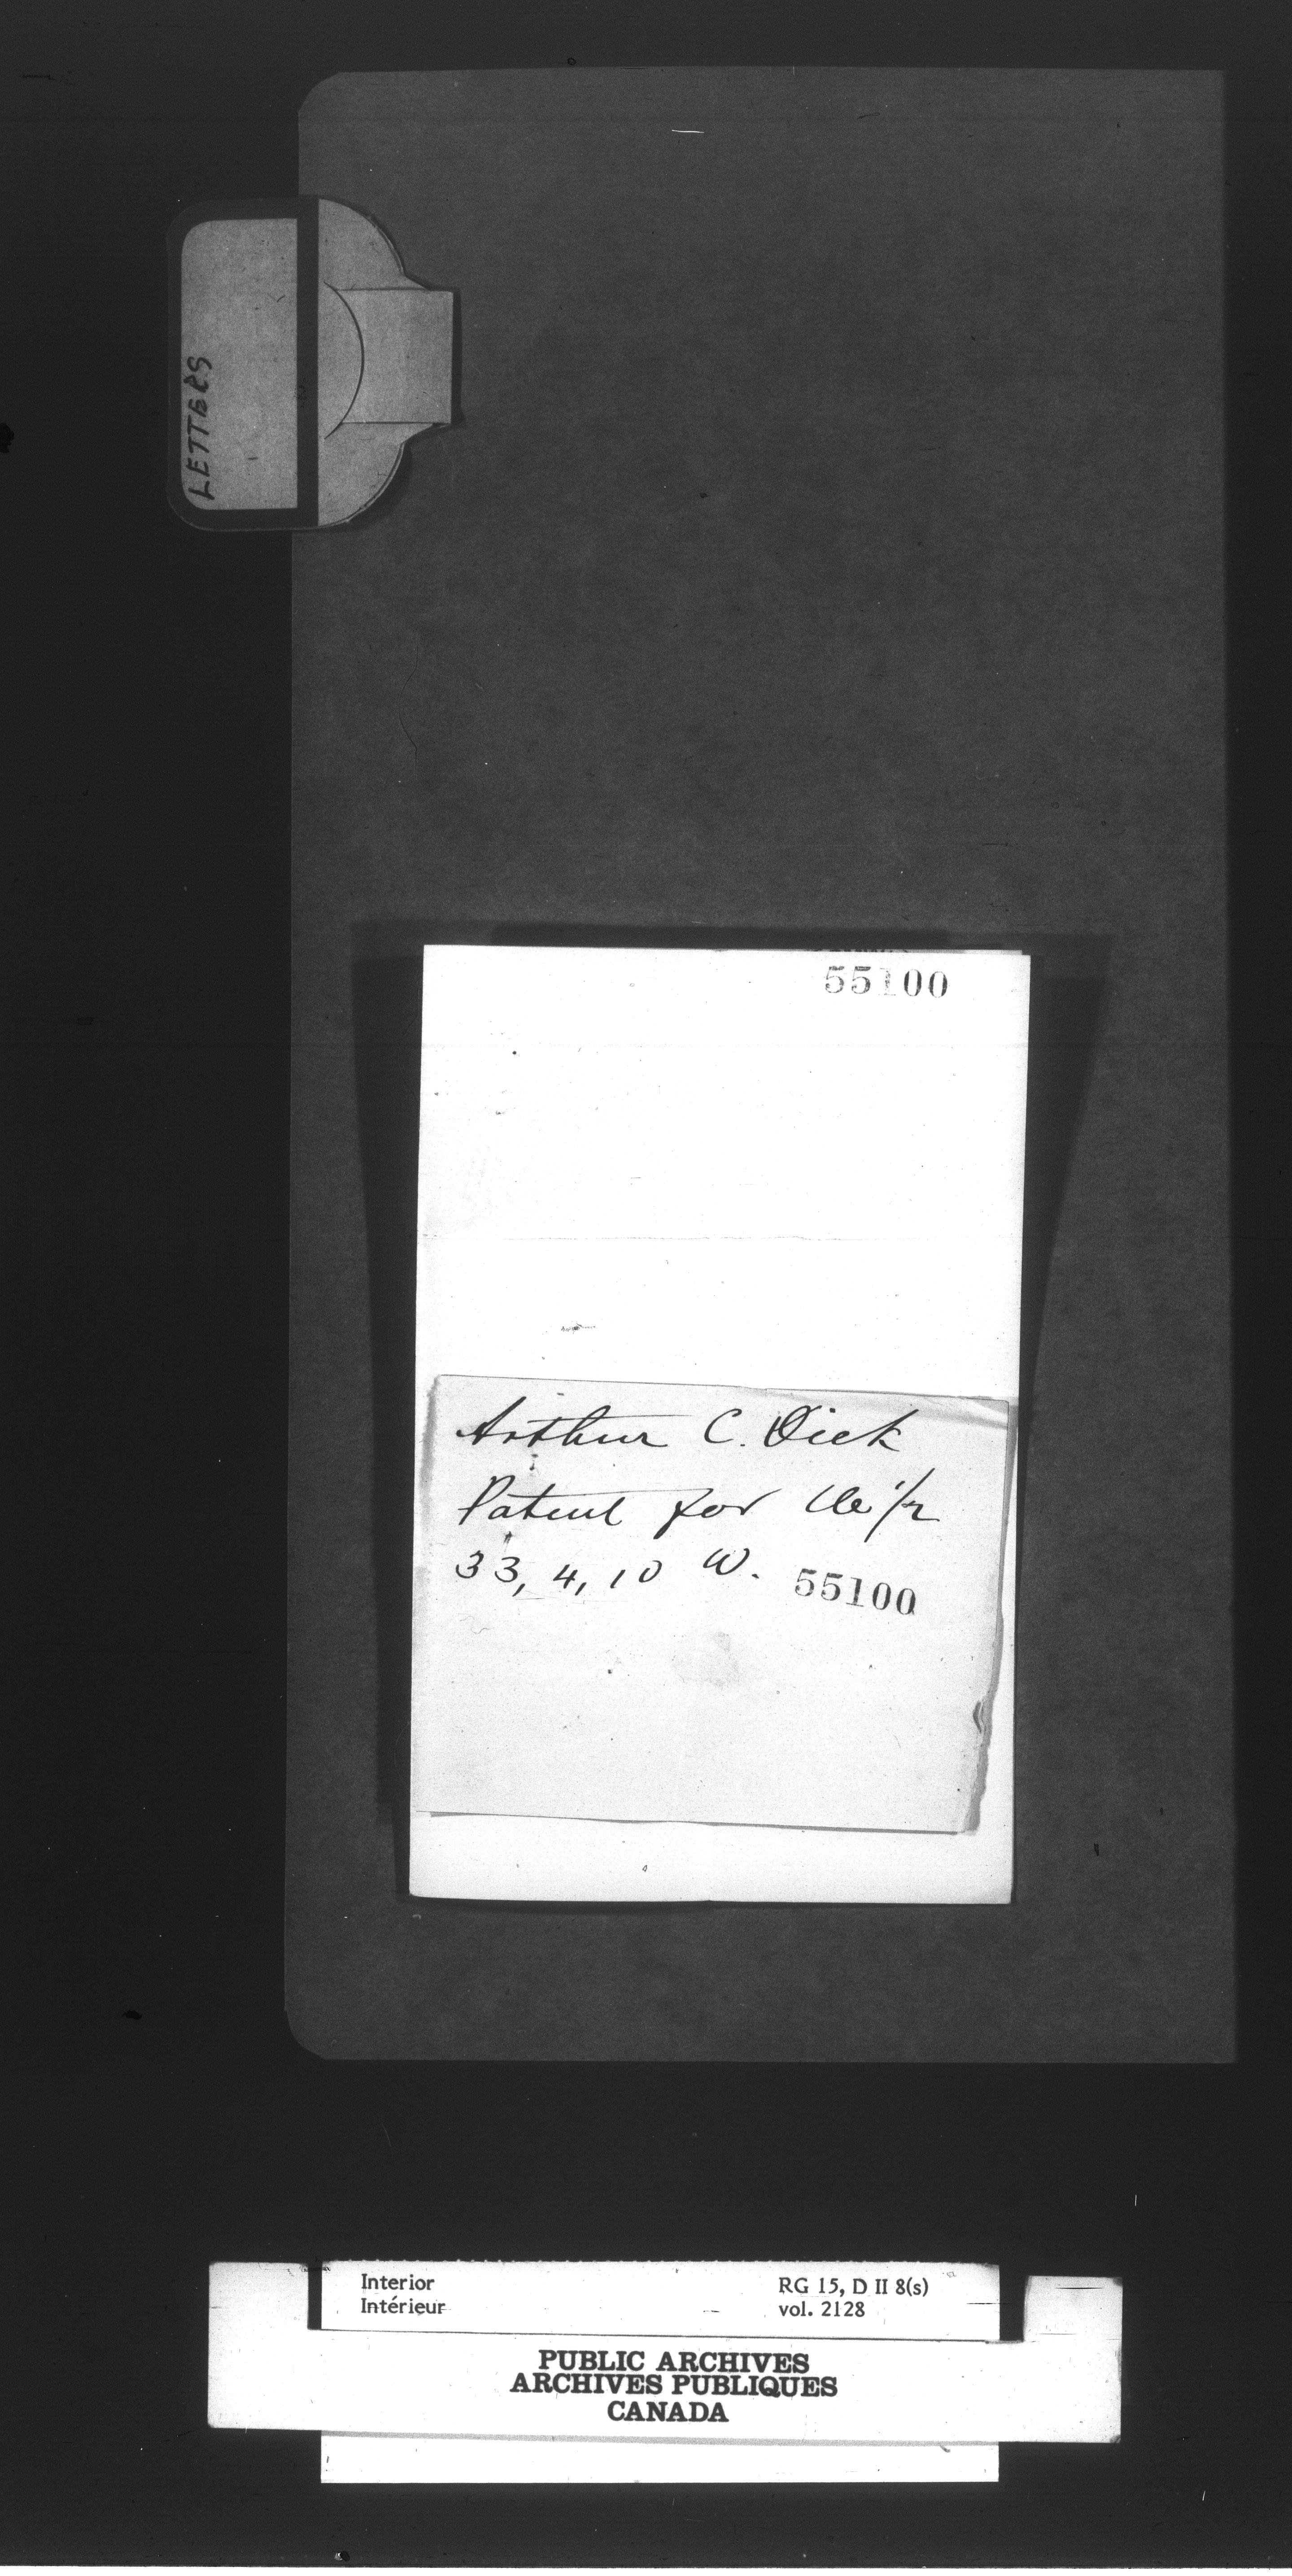 LETTERS
55100
Arthur C. Dick
Patent for 1/2
33, 4, 10 W. 55100
Interior RG 15, D II 8(s)
Intérieur vol. 2128
PUBLIC ARCHIVES
ARCHIVES PUBLIQUES
CANADA